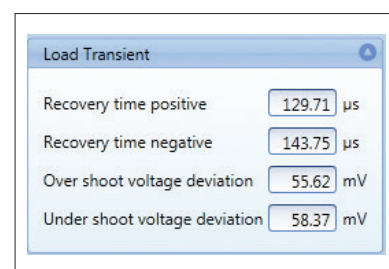 Load Transient
Recovery time positive 129.71 µs
Recovery time negative 143.75 µs
Over shoot voltage deviation 55.62 mV
Under shoot voltage deviation 58.37 mV